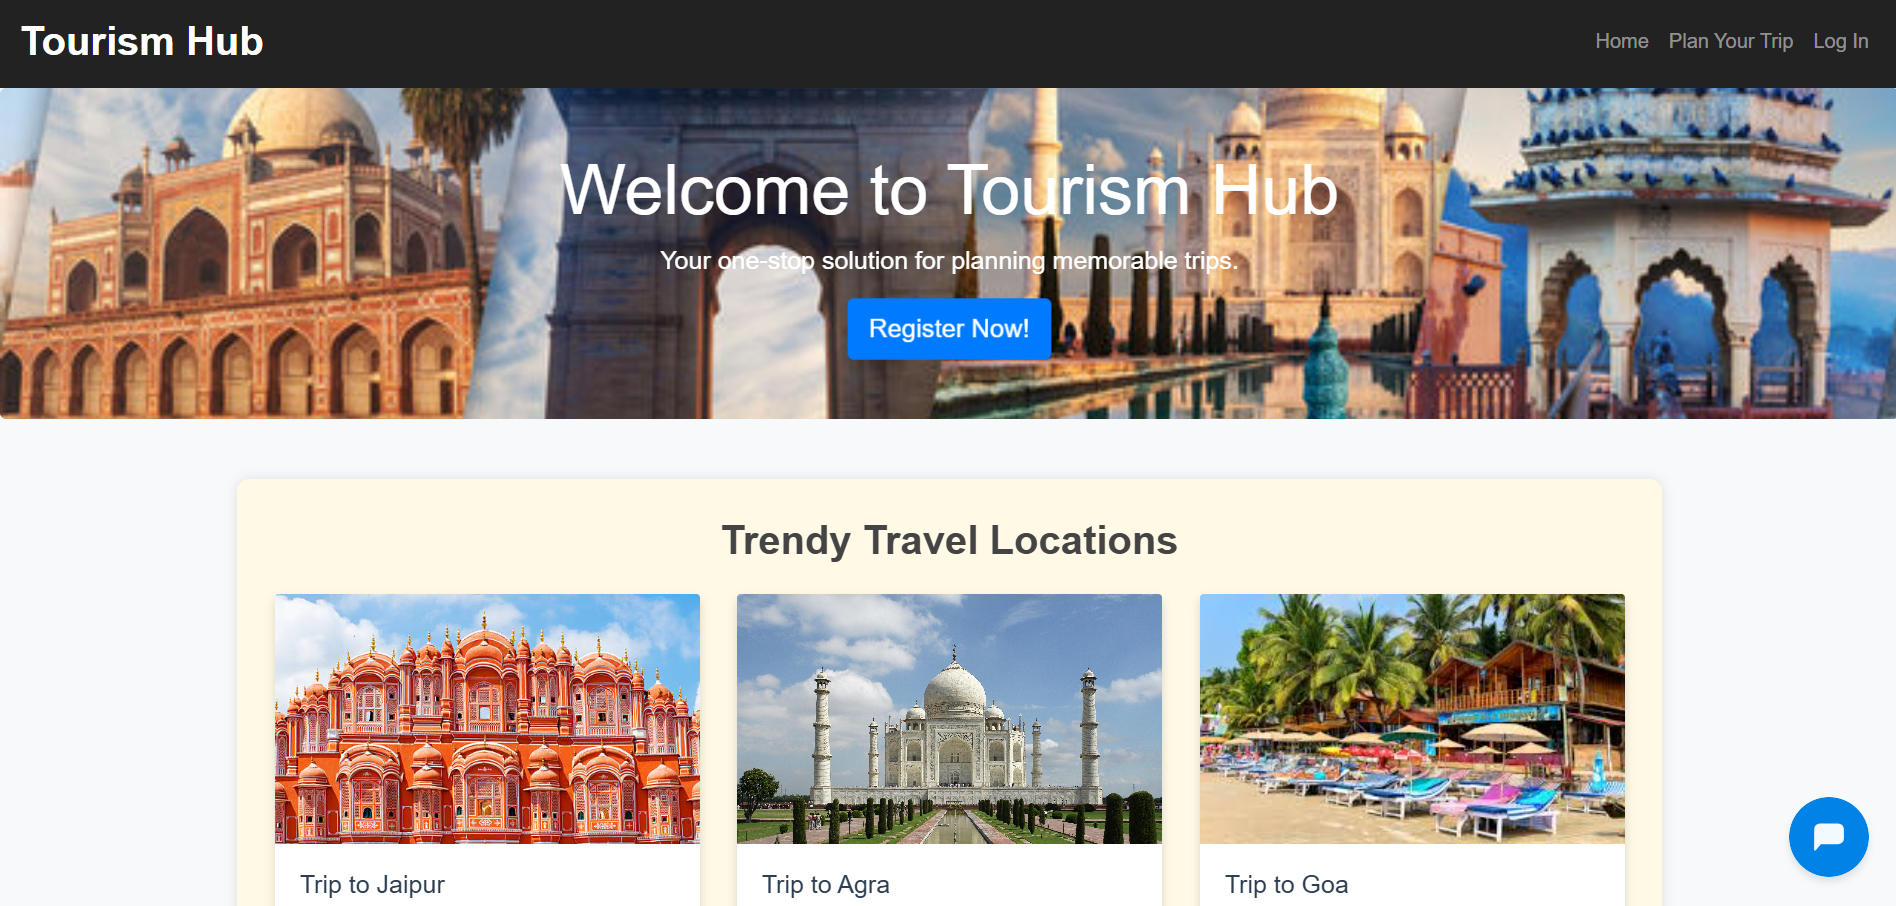 Tourism Hub
Home
Plan Your Trip
Log In
Welcome to Tourism Hub
Your one-stop solution for planning memorable trips.
Register Now!
Trendy Travel Locations
Trip to Jaipur
Trip to Agra
Trip to Goa